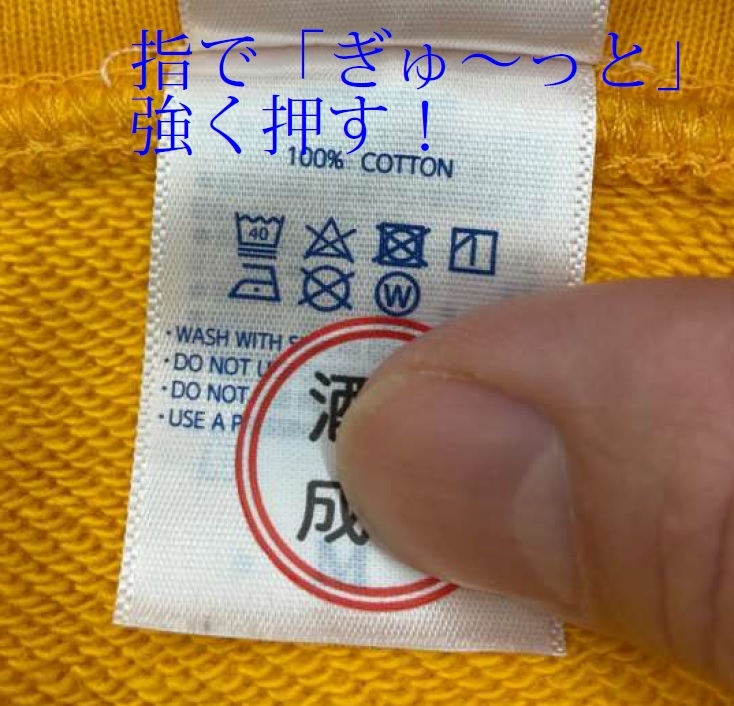 指で「ぎゅ〜っと」
強く押す！
100% COTTON
40
W
・WASH WITH
・DO NOT
・DO NOT
・USE A
成